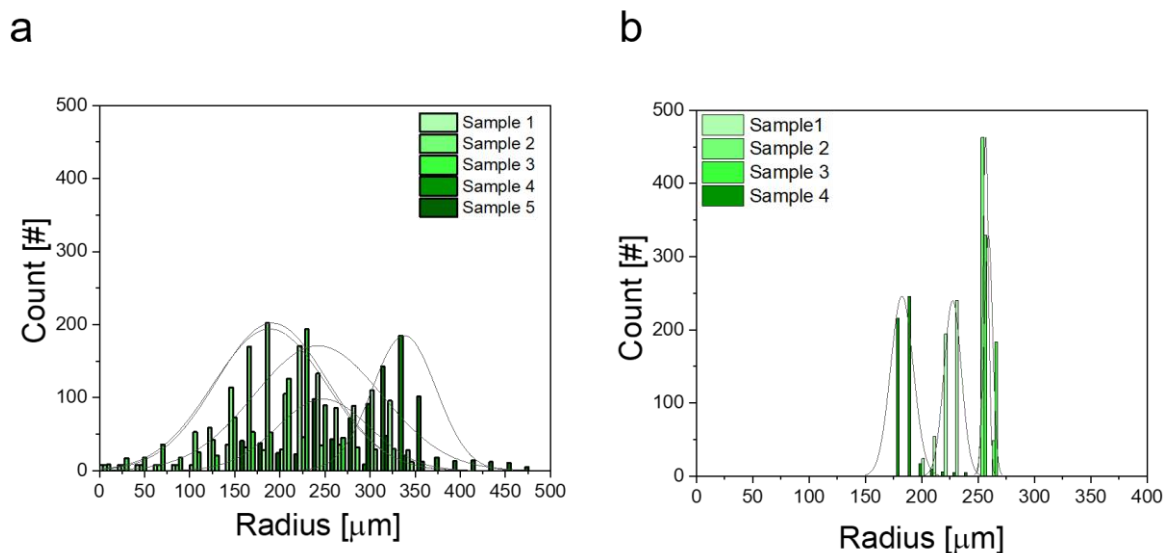 a
500
400
300
200
100
0
Count [#]
Sample 1
Sample 2
Sample 3
Sample 4
Sample 5
0 50 100 150 200 250 300 350 400 450 500
Radius [μm]
b
500
400
300
200
100
0
Count [#]
Sample1
Sample 2
Sample 3
Sample 4
0 50 100 150 200 250 300 350 400
Radius [μm]